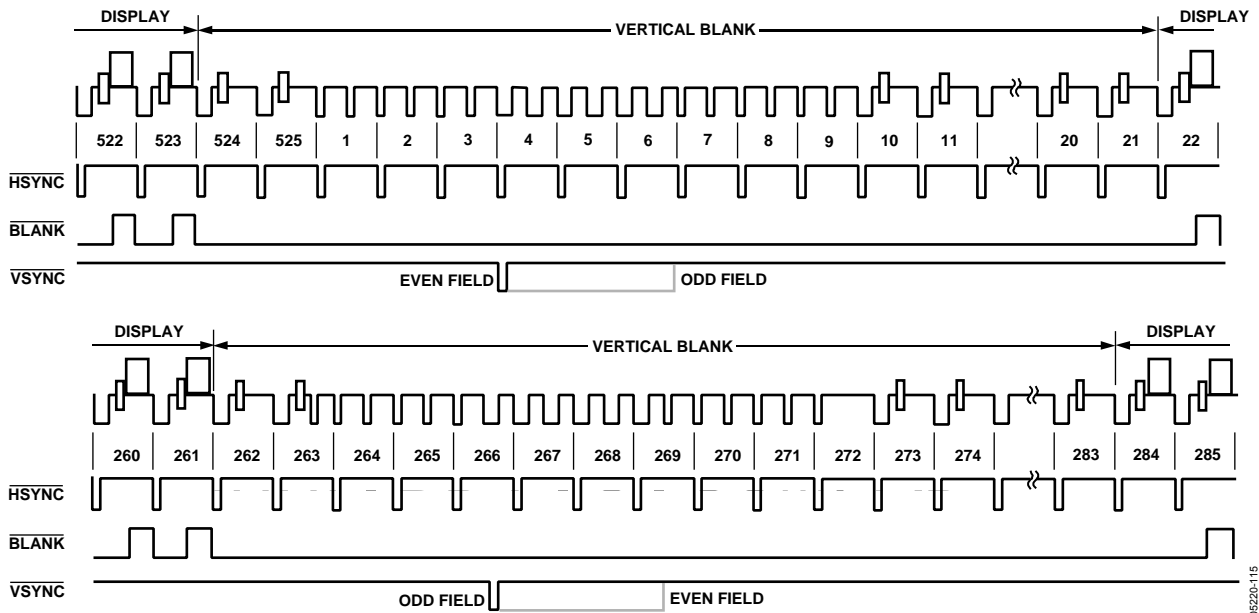 DISPLAY VERTICAL BLANK DISPLAY
522 523 524 525 1 2 3 4 5 6 7 8 9 10 11 20 21 22
HSYNC
BLANK
VSYNC
EVEN FIELD ODD FIELD
DISPLAY VERTICAL BLANK DISPLAY
260 261 262 263 264 265 266 267 268 269 270 271 272 273 274 283 284 285
HSYNC
BLANK
VSYNC
ODD FIELD EVEN FIELD